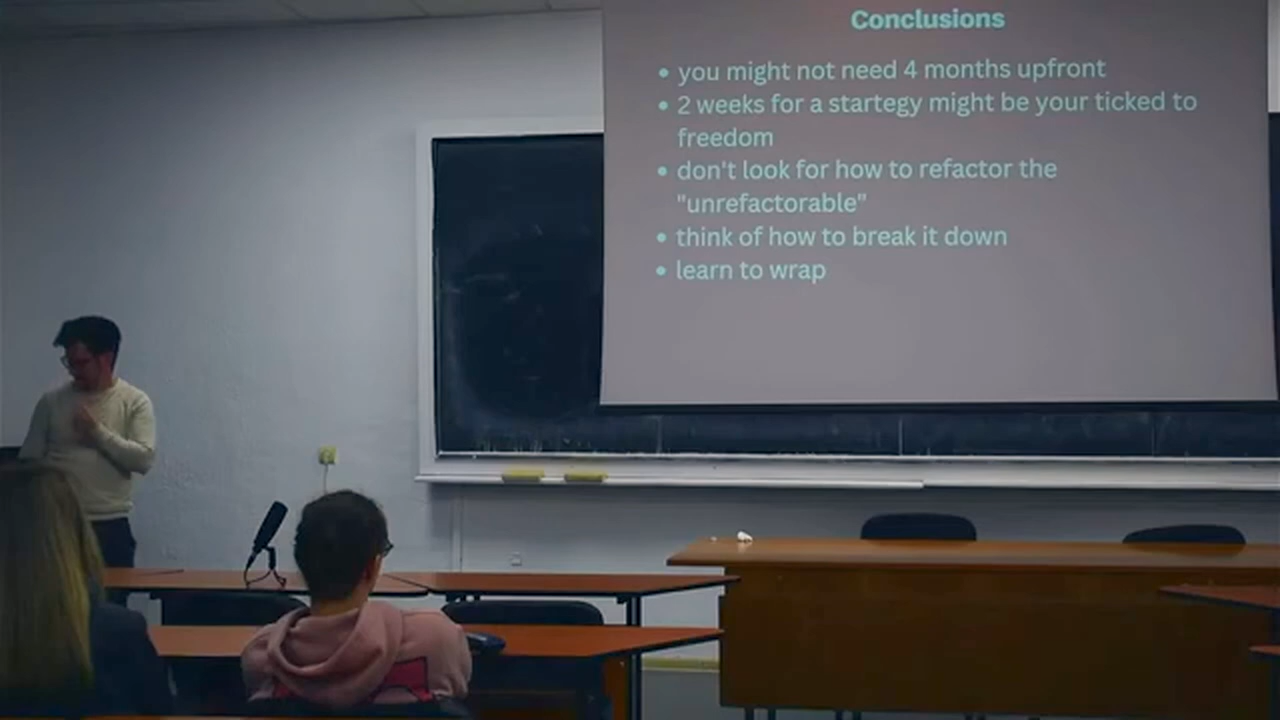 Conclusions
• you might not need 4 months upfront
• 2 weeks for a startegy might be your ticked to
freedom
• don't look for how to refactor the
"unrefactorable"
• think of how to break it down
• learn to wrap